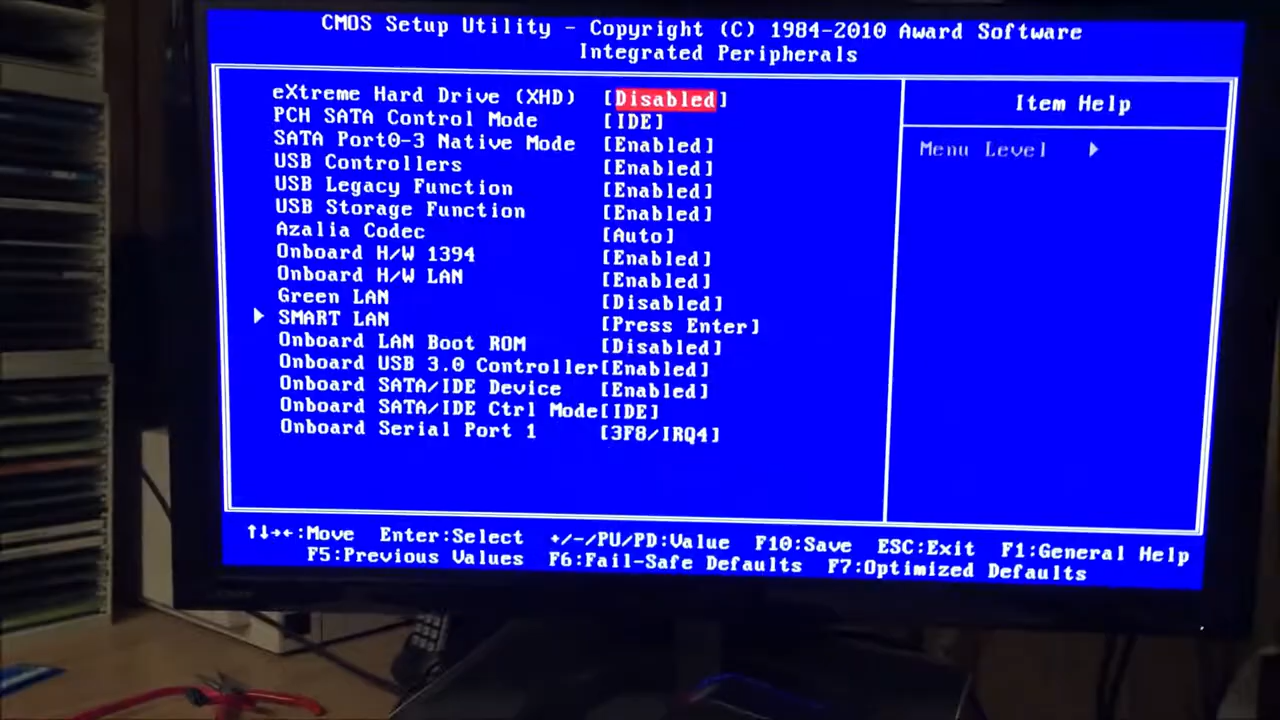 CMOS Setup Utility - Copyright (C) 1984-2010 Award Software
Integrated Peripherals
eXtreme Hard Drive (XHD) [Disabled]
PCH SATA Control Mode [IDE]
SATA Port0-3 Native Mode [Enabled]
USB Controllers [Enabled]
USB Legacy Function [Enabled]
USB Storage Function [Enabled]
Azalia Codec [Auto]
Onboard H/W 1394 [Enabled]
Onboard H/W LAN [Enabled]
Green LAN [Disabled]
SMART LAN [Press Enter]
Onboard LAN Boot ROM [Disabled]
Onboard USB 3.0 Controller[Enabled]
Onboard SATA/IDE Device [Enabled]
Onboard SATA/IDE Ctrl Mode[IDE]
Onboard Serial Port 1 [3F8/IRQ4]
Item Help
Menu Level ▶
↑↓→←:Move Enter:Select +/-/PU/PD:Value F10:Save ESC:Exit F1:General Help
F5:Previous Values F6:Fail-Safe Defaults F7:Optimized Defaults